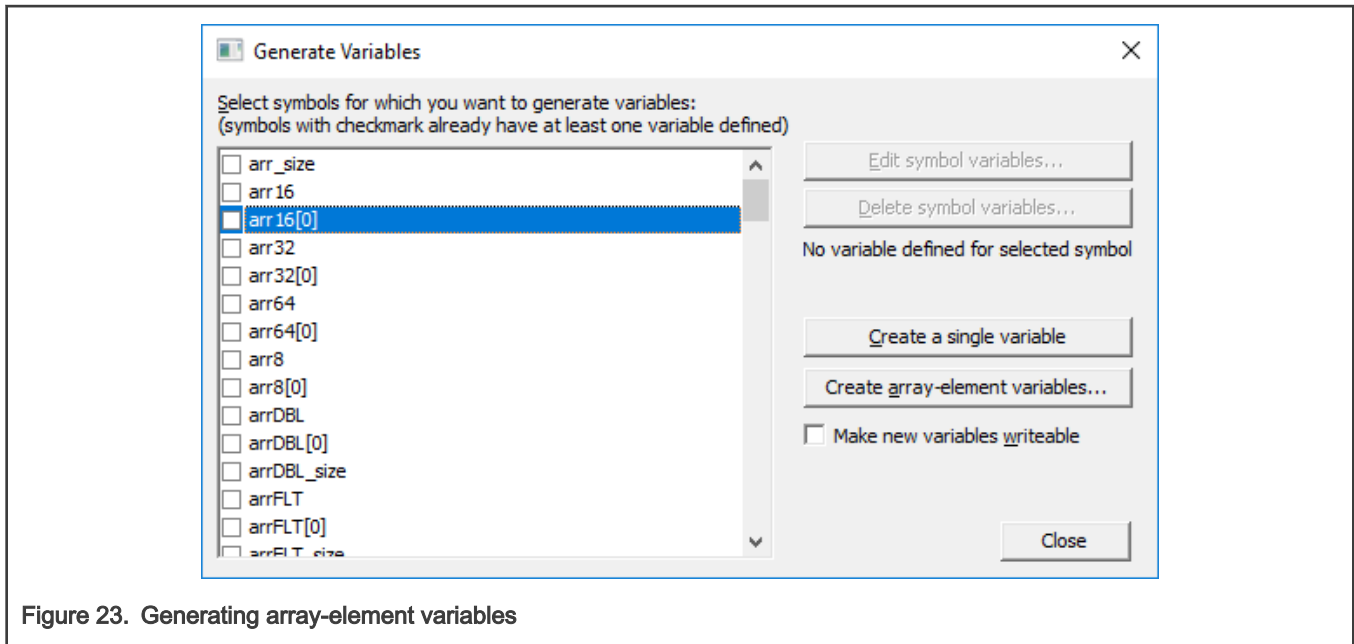 Generate Variables
Select symbols for which you want to generate variables:
(symbols with checkmark already have at least one variable defined)
arr_size
arr16
arr16[0]
arr32
arr32[0]
arr64
arr64[0]
arr8
arr8[0]
arrDBL
arrDBL[0]
arrDBL_size
arrFLT
arrFLT[0]
arrFLT_size
Edit symbol variables...
Delete symbol variables...
No variable defined for selected symbol
Create a single variable
Create array-element variables...
Make new variables writeable
Close
Figure 23. Generating array-element variables